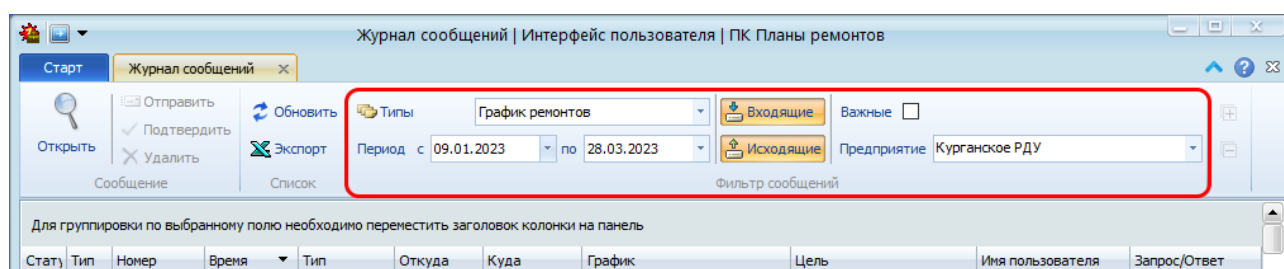 Журнал сообщений | Интерфейс пользователя | ПК Планы ремонтов
Старт Журнал сообщений
Отправить Обновить Типы График ремонтов Входящие Важные
Подтвердить
Открыть Удалить Экспорт Период с 09.01.2023 по 28.03.2023 Исходящие Предприятие Курганское РДУ
Сообщение Список Фильтр сообщений
Для группировки по выбранному полю необходимо переместить заголовок колонки на панель
Стату Тип Номер Время Тип Откуда Куда График Цель Имя пользователя Запрос/Ответ